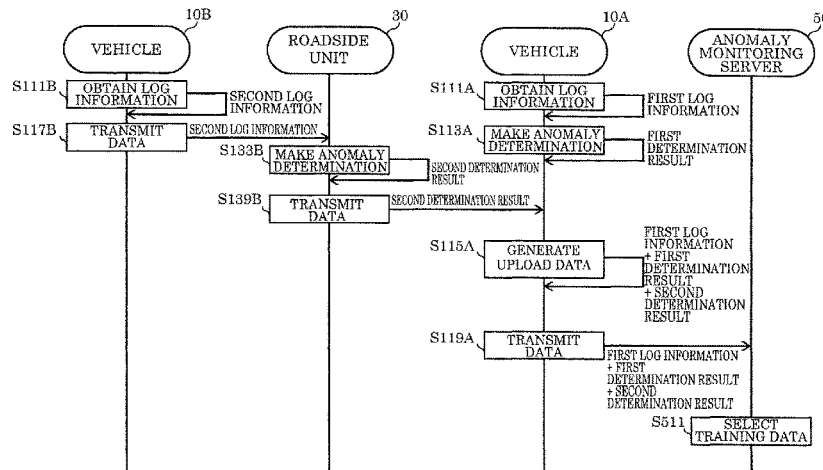 10B
VEHICLE
30
ROADSIDE
UNIT
10A
VEHICLE
ANOMALY
MONITORING
SERVER
S111B
OBTAIN LOG
INFORMATION
SECOND LOG
INFORMATION
S117B
TRANSMIT
DATA
SECOND LOG INFORMATION
S133B
MAKE ANOMALY
DETERMINATION
SECOND DETERMINATION
RESULT
S139B
TRANSMIT
DATA
SECOND DETERMINATION RESULT
S111A
OBTAIN LOG
INFORMATION
FIRST LOG
INFORMATION
S113A
MAKE ANOMALY
DETERMINATION
FIRST
DETERMINATION
RESULT
S115A
GENERATE
UPLOAD DATA
FIRST LOG
INFORMATION
+ FIRST
DETERMINATION
RESULT
+ SECOND
DETERMINATION
RESULT
S119A
TRANSMIT
DATA
FIRST LOG INFORMATION
+ FIRST
DETERMINATION RESULT
+SECOND
DETERMINATION RESULT
S511
SELECT
TRAINING DATA